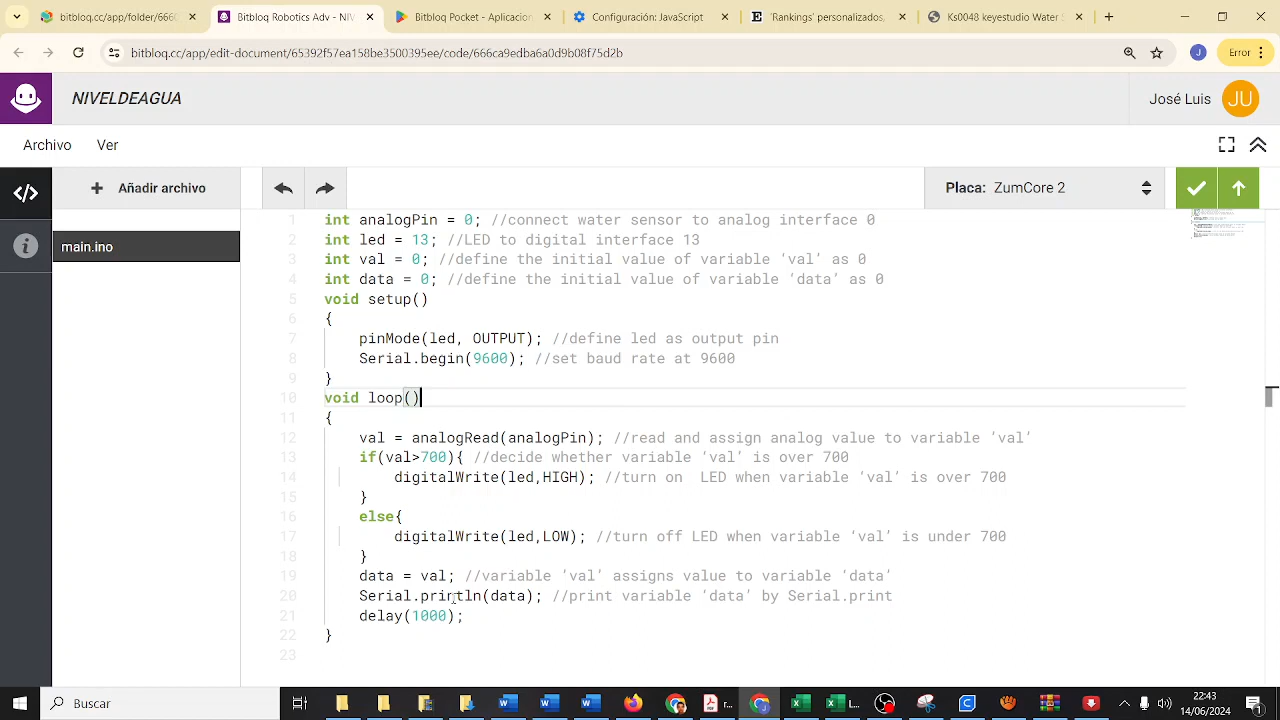 folder/6660
Bitbloq Robotics Adv - NIV
Bitbloq Pocket - Aplicacion
Configuración JavaScript
'Rankings' personalizados.
Ks0048 keyestudio Water S
bitbloq.cc/app/edit-document/65392f57ea158be3500395/code/666ca9edba6a0d9b08f75d2b
J
Error
NIVELDEAGUA
José Luis
JU
Archivo
Ver
Añadir archivo
Placa: ZumCore 2
main.ino
1 int analogPin = 0; //connect water sensor to analog interface 0
2 int led = 13; //LED to digital interface 13
3 int val = 0; //define the initial value of variable ‘val’ as 0
4 int data = 0; //define the initial value of variable ‘data’ as 0
5 void setup()
6 {
7 pinMode(led, OUTPUT); //define led as output pin
8 Serial.begin(9600); //set baud rate at 9600
9 }
10 void loop()
11 {
12 val = analogRead(analogPin); //read and assign analog value to variable ‘val’
13 if(val>700){ //decide whether variable ‘val’ is over 700
14 digitalWrite(led,HIGH); //turn on  LED when variable ‘val’ is over 700
15 }
16 else{
17 digitalWrite(led,LOW); //turn off LED when variable ‘val’ is under 700
18 }
19 data = val; //variable ‘val’ assigns value to variable ‘data’
20 Serial.println(data); //print variable ‘data’ by Serial.print
21 delay(1000);
22 }
23
Buscar
22:43
14/06/2024